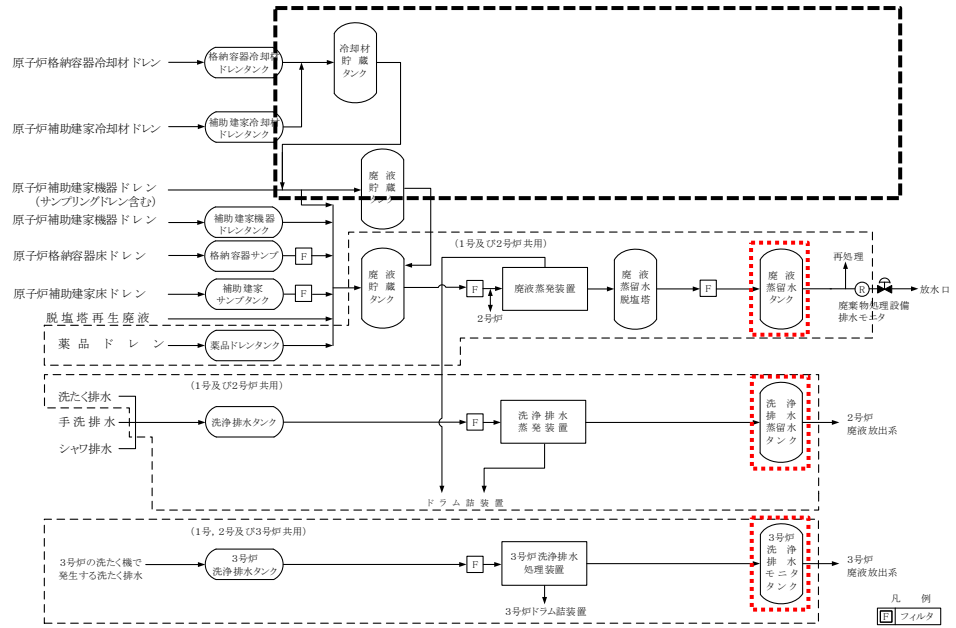 原子炉格納容器冷却材ドレン
格納容器冷却材
ドレンタンク
冷却材
貯蔵
タンク
原子炉補助建家冷却材ドレン
補助建家冷却材
ドレンタンク
原子炉補助建家機器ドレン
(サンプリングドレン含む)
廃液
貯蔵
タンク
原子炉補助建家機器ドレン
補助建家機器
ドレンタンク
原子炉格納容器床ドレン
格納容器サンプ
F
原子炉補助建家床ドレン
補助建家
サンプタンク
F
脱塩塔再生廃液
薬品ドレン
薬品ドレンタンク
(1号及び2号炉共用)
廃液
貯蔵
タンク
F
2号炉
廃液蒸発装置
廃液
蒸留水
脱塩塔
F
廃液
蒸留水
タンク
再処理
R
放水口
廃棄物処理設備
排水モニタ
(1号及び2号炉共用)
洗たく排水
手洗排水
シャワ排水
洗浄排水タンク
F
洗浄排水
蒸発装置
洗浄
排水
蒸留水
タンク
2号炉
廃液放出系
ドラム詰装置
(1号，2号及び3号炉共用)
3号炉の洗たく機で
発生する洗たく排水
3号炉
洗浄排水タンク
F
3号炉洗浄排水
処理装置
3号炉
洗浄
排水
モニタ
タンク
3号炉
廃液放出系
3号炉ドラム詰装置
凡例
F フィルタ